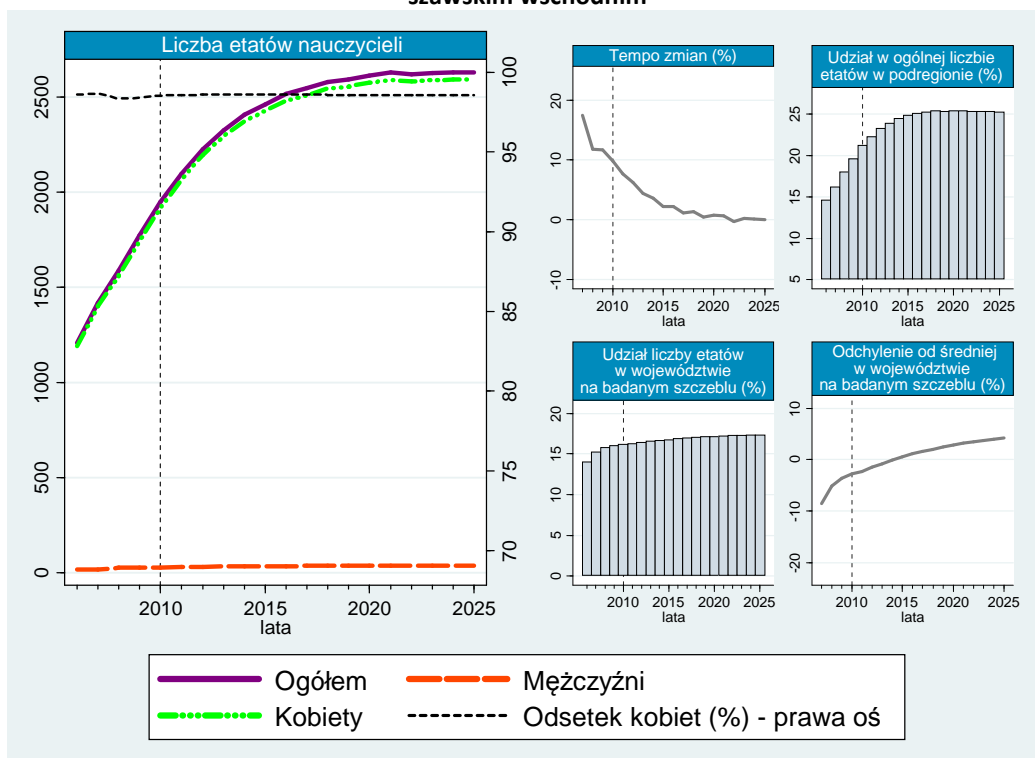 szawskim wschodnim
Liczba etatów nauczycieli
0
500
1000
1500
2000
2500
70
75
80
85
90
95
100
2010
2015
2020
2025
lata
Tempo zmian (%)
-10
0
10
20
2010
2015
2020
2025
lata
Udział w ogólnej liczbie
etatów w podregionie (%)
5
10
15
20
25
2010
2015
2020
2025
lata
Udział liczby etatów
w województwie
na badanym szczeblu (%)
0
5
10
15
20
2010
2015
2020
2025
lata
Odchylenie od średniej
w województwie
na badanym szczeblu (%)
-20
-10
0
10
2010
2015
2020
2025
lata
Ogółem
Mężczyźni
Kobiety
Odsetek kobiet (%) - prawa oś